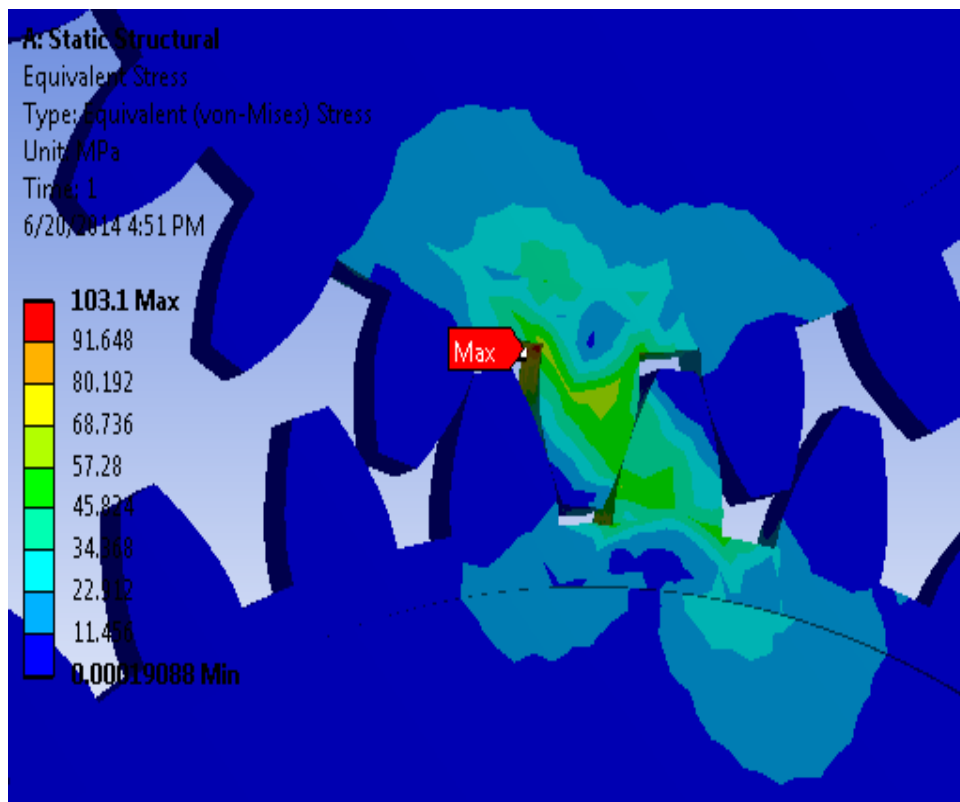 A: Static Structural
Equivalent Stress
Type: Equivalent (von-Mises) Stress
Unit: MPa
Time: 1
6/20/2014 4:51 PM
103.1 Max
91.648
80.192
68.736
57.28
45.824
34.368
22.912
11.456
0.00019088 Min
Max